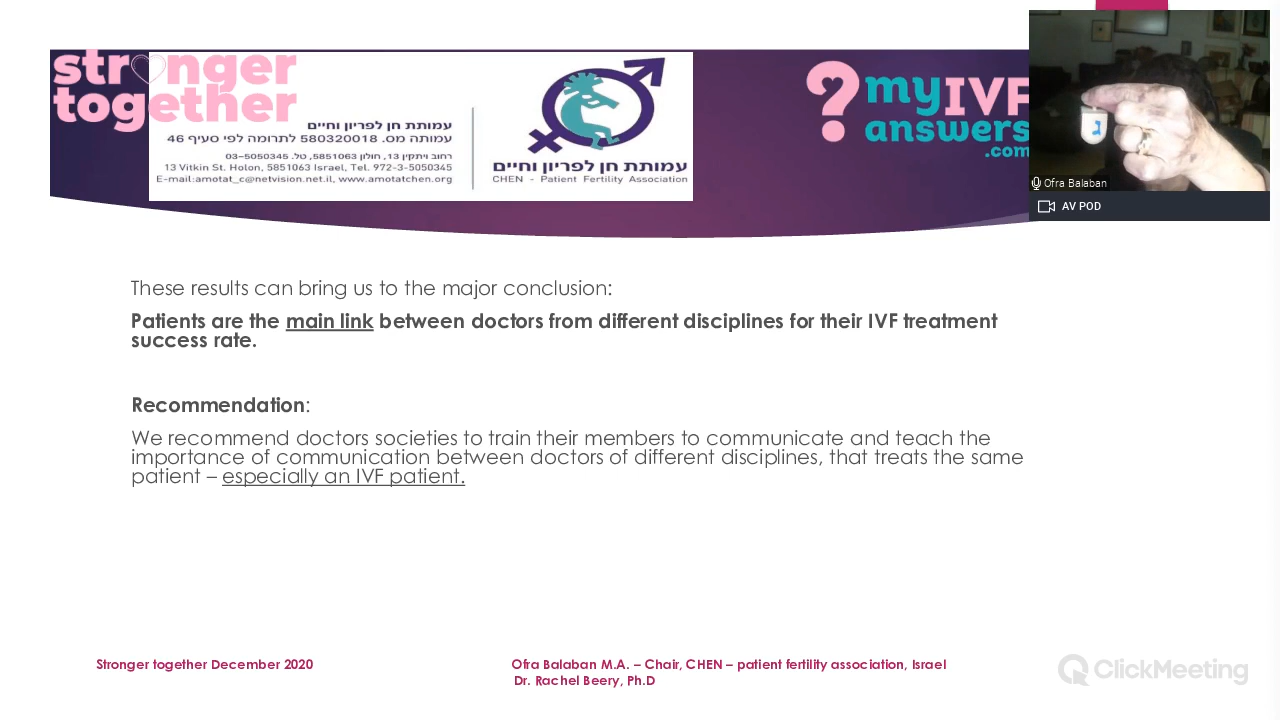 stronger
together
עמותת חן לפריון וחיים
עמותה מס. 580320018 לתרומה לפי סעיף 46
רחוב ויתקין 13, חולון 5851063, טל. 03-5050345
13 Vitkin St. Holon, 5851063 Israel, Tel. 972-3-5050345
E-mail:amotat_c@netvision.net.il, www.amotatchen.org
עמותת חן לפריון וחיים
CHEN - Patient Fertility Association
?myIVF
answers
.com
ג
Ofra Balaban
AV POD
These results can bring us to the major conclusion:
Patients are the main link between doctors from different disciplines for their IVF treatment
success rate.
Recommendation:
We recommend doctors societies to train their members to communicate and teach the
importance of communication between doctors of different disciplines, that treats the same
patient – especially an IVF patient.
Stronger together December 2020
Ofra Balaban M.A. – Chair, CHEN – patient fertility association, Israel
Dr. Rachel Beery, Ph.D
ClickMeeting